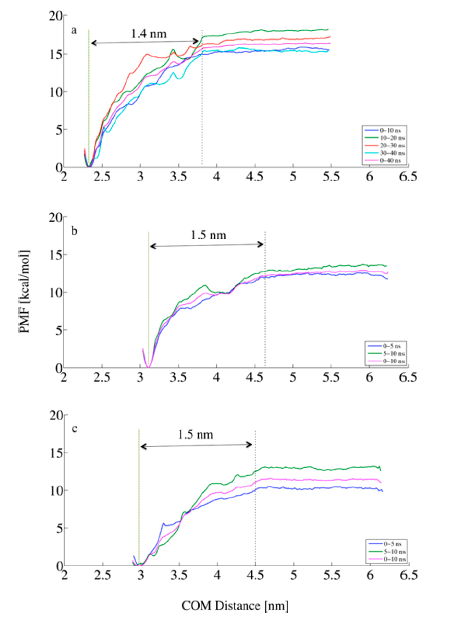 20
a
1.4 nm
15
10
5
0
0–10 ns
10–20 ns
20–30 ns
30–40 ns
0–40 ns
2 2.5 3 3.5 4 4.5 5 5.5 6 6.5
20
b
1.5 nm
15
10
5
0
0–5 ns
5–10 ns
0–10 ns
2 2.5 3 3.5 4 4.5 5 5.5 6 6.5
PMF [kcal/mol]
20
c
1.5 nm
15
10
5
0
0–5 ns
5–10 ns
0–10 ns
2 2.5 3 3.5 4 4.5 5 5.5 6 6.5
COM Distance [nm]